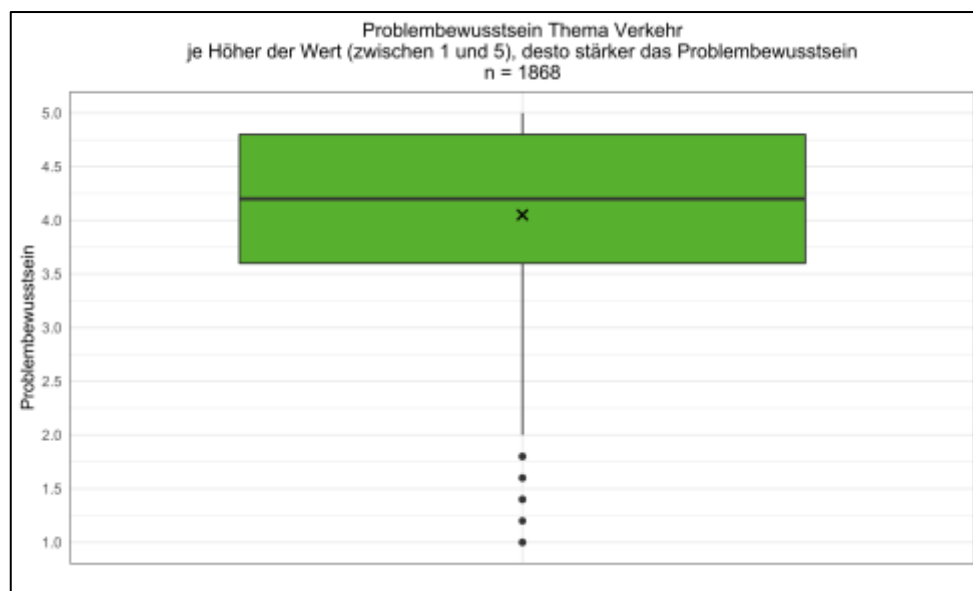 Problembewusstsein Thema Verkehr
je Höher der Wert (zwischen 1 und 5), desto stärker das Problembewusstsein
n = 1868
Problembewusstsein
5.0
4.5
4.0
3.5
3.0
2.5
2.0
1.5
1.0